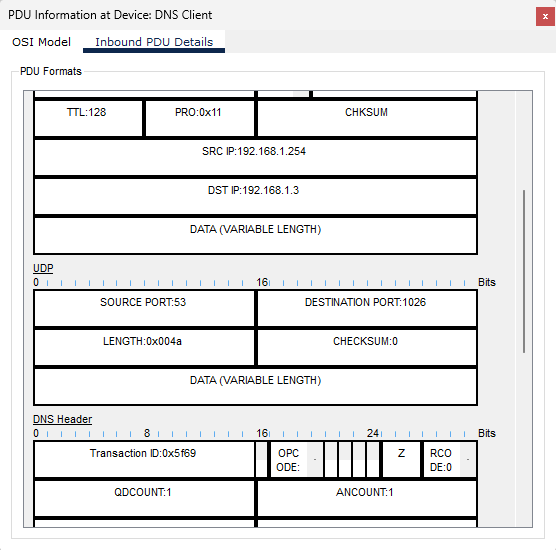 PDU Information at Device: DNS Client
x
OSI Model
Inbound PDU Details
PDU Formats
TTL:128
PRO:0x11
CHKSUM
SRC IP:192.168.1.254
DST IP:192.168.1.3
DATA (VARIABLE LENGTH)
UDP
0
16
Bits
SOURCE PORT:53
DESTINATION PORT:1026
LENGTH:0x004a
CHECKSUM:0
DATA (VARIABLE LENGTH)
DNS Header
0
8
16
24
Bits
Transaction ID:0x5f69
OPC
ODE:
Z
RCO
DE:0
QDCOUNT:1
ANCOUNT:1